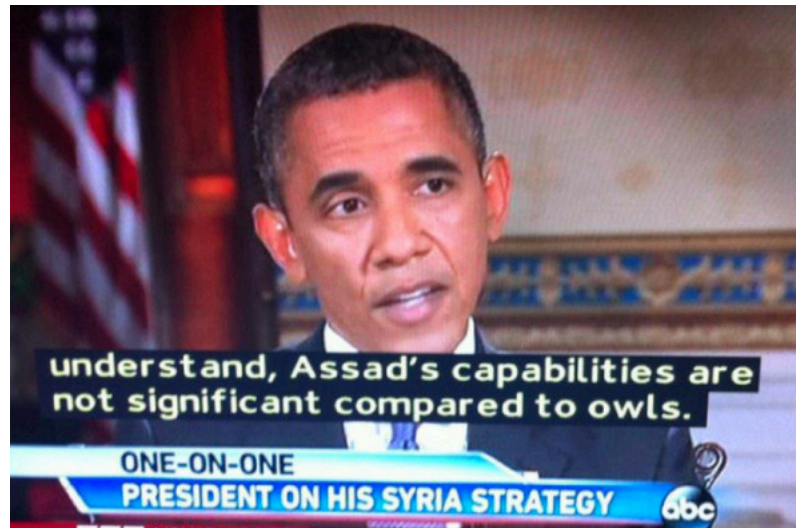 understand, Assad's capabilities are
not significant compared to owls.
ONE-ON-ONE
PRESIDENT ON HIS SYRIA STRATEGY
abc